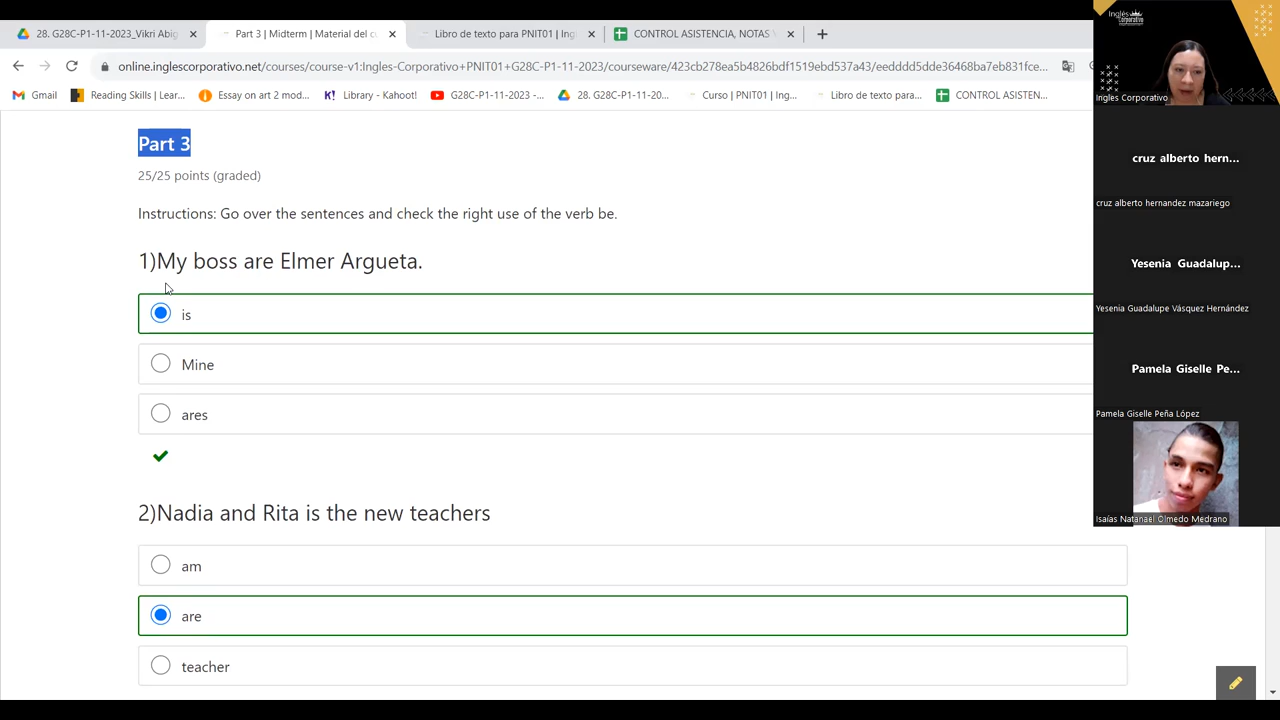 28. G28C-P1-11-2023_Vikri Abig
Part 3 | Midterm | Material del cu
Libro de texto para PNIT01 | Ing
CONTROL ASISTENCIA, NOTAS
online.inglescorporativo.net/courses/course-v1:Ingles-Corporativo+PNIT01+G28C-P1-11-2023/courseware/423cb278ea5b4896bdf1519ebd537a43/eedddd5dde36468ba7eb831fce...
Gmail
Reading Skills | Lear...
Essay on art 2 mod...
Library - Kahoot
G28C-P1-11-2023 -...
28. G28C-P1-11-20...
Curso | PNIT01 | Ing...
Libro de texto para...
CONTROL ASISTEN...
Part 3
25/25 points (graded)
Instructions: Go over the sentences and check the right use of the verb be.
1)My boss are Elmer Argueta.
is
Mine
ares
2)Nadia and Rita is the new teachers
am
are
teacher
Inglés
Corporativo
Ingles Corporativo
cruz alberto hern...
cruz alberto hernandez mazariego
Yesenia Guadalup...
Yesenia Guadalupe Vásquez Hernández
Pamela Giselle Pe...
Pamela Giselle Peña López
Isaías Natanael Olmedo Medrano